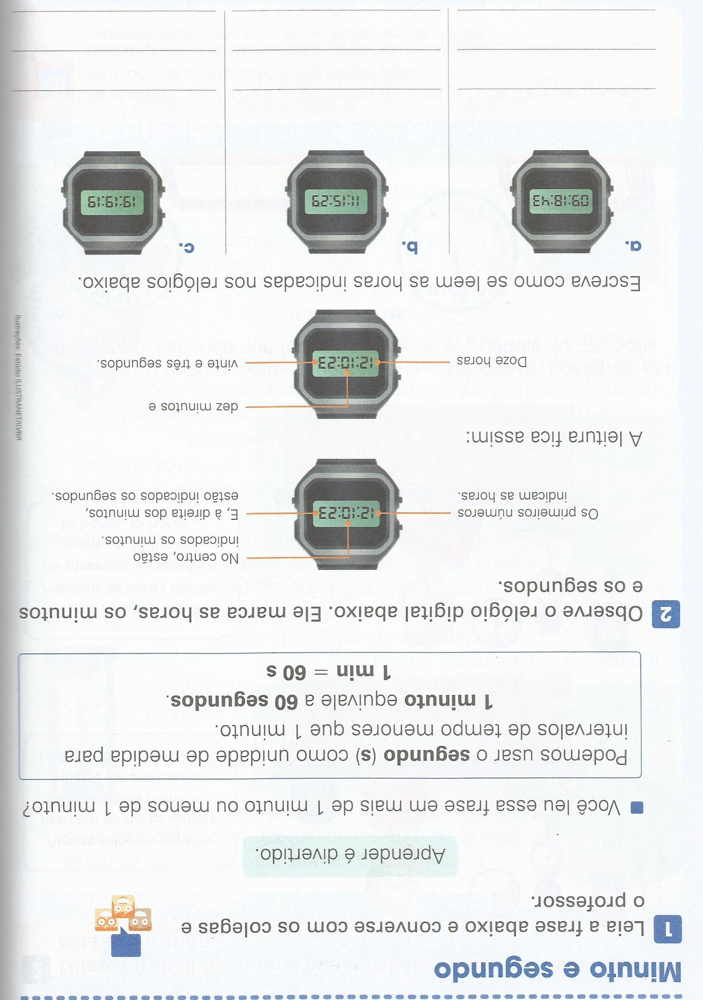 Minuto e segundo
1 Leia a frase abaixo e converse com os colegas e
o professor.
Aprender é divertido.
Você leu essa frase em mais de 1 minuto ou menos de 1 minuto?
Podemos usar o segundo (s) como unidade de medida para
intervalos de tempo menores que 1 minuto.
1 minuto equivale a 60 segundos.
1 min = 60 s
2 Observe o relógio digital abaixo. Ele marca as horas, os minutos
e os segundos.
Os primeiros números
indicam as horas.
12:10:23
No centro, estão
indicados os minutos.
E, à direita dos minutos,
estão indicados os segundos.
A leitura fica assim:
Doze horas
12:10:23
dez minutos e
vinte e três segundos.
Escreva como se leem as horas indicadas nos relógios abaixo.
a.
09:18:43
b.
11:15:29
c.
19:19:19
Ilustrações: Estúdio ILUSTRANET/ID/BR